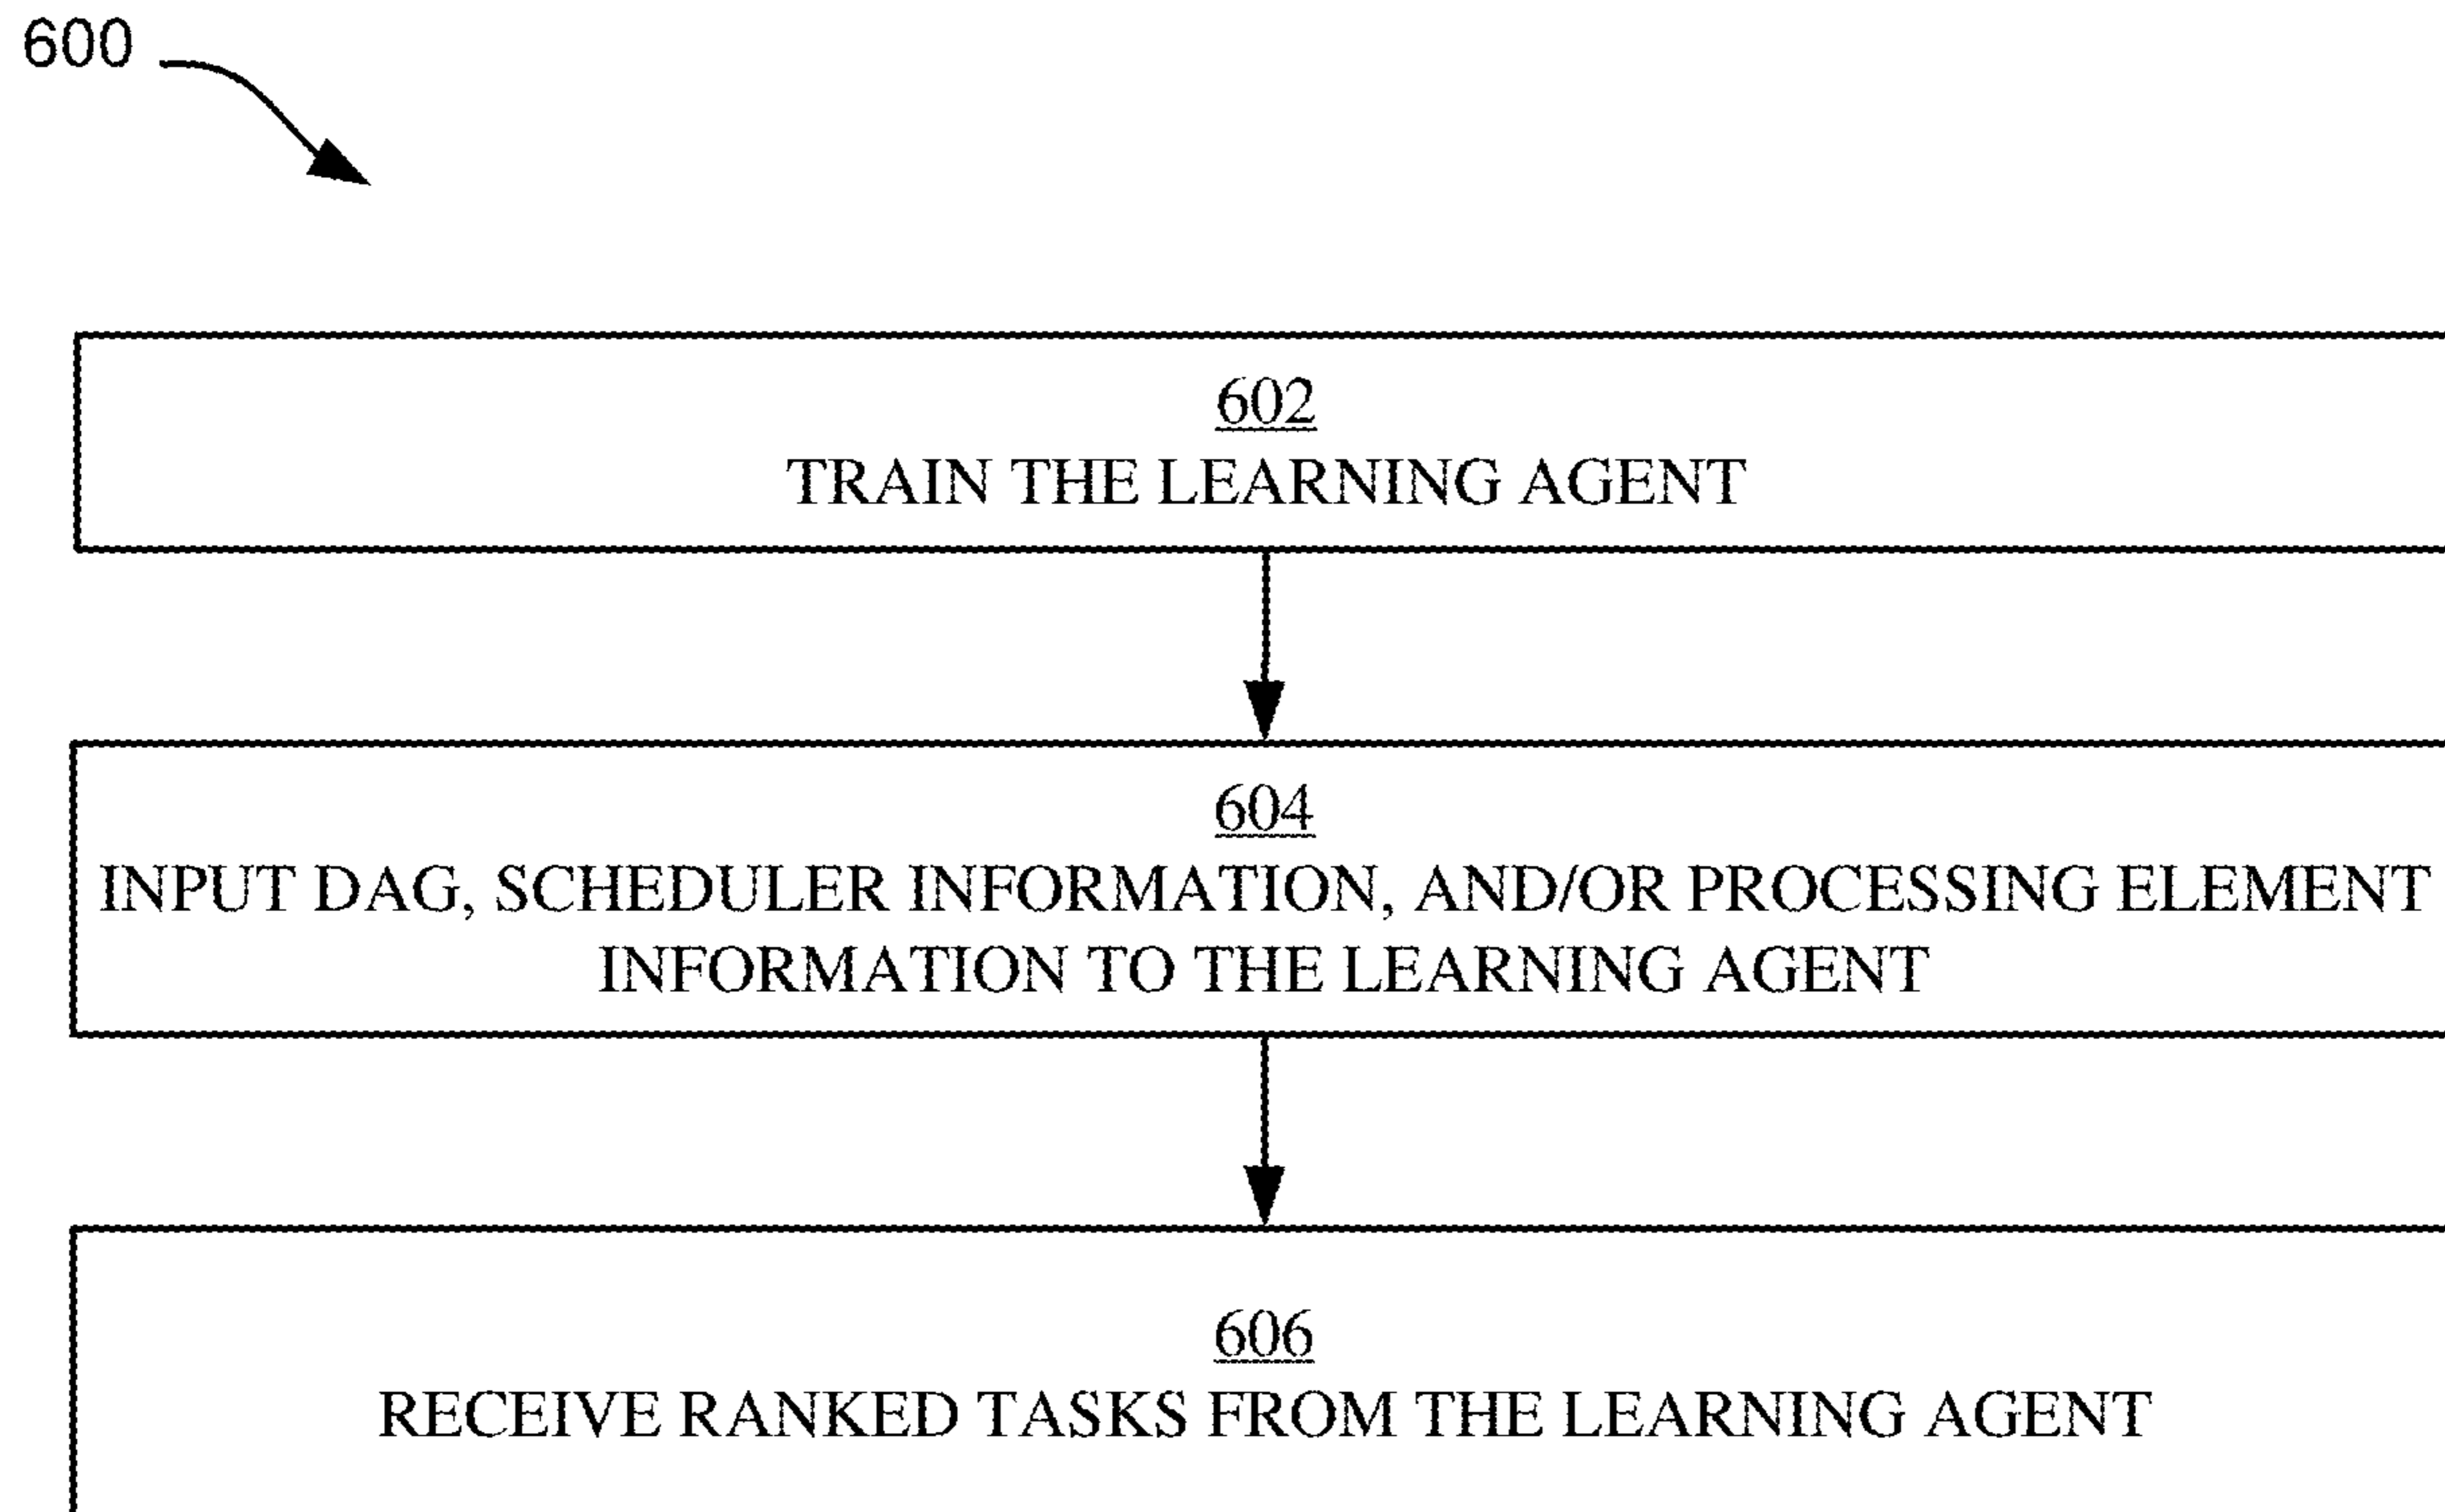 600
602
TRAIN THE LEARNING AGENT
604
INPUT DAG, SCHEDULER INFORMATION, AND/OR PROCESSING ELEMENT
INFORMATION TO THE LEARNING AGENT
606
RECEIVE RANKED TASKS FROM THE LEARNING AGENT